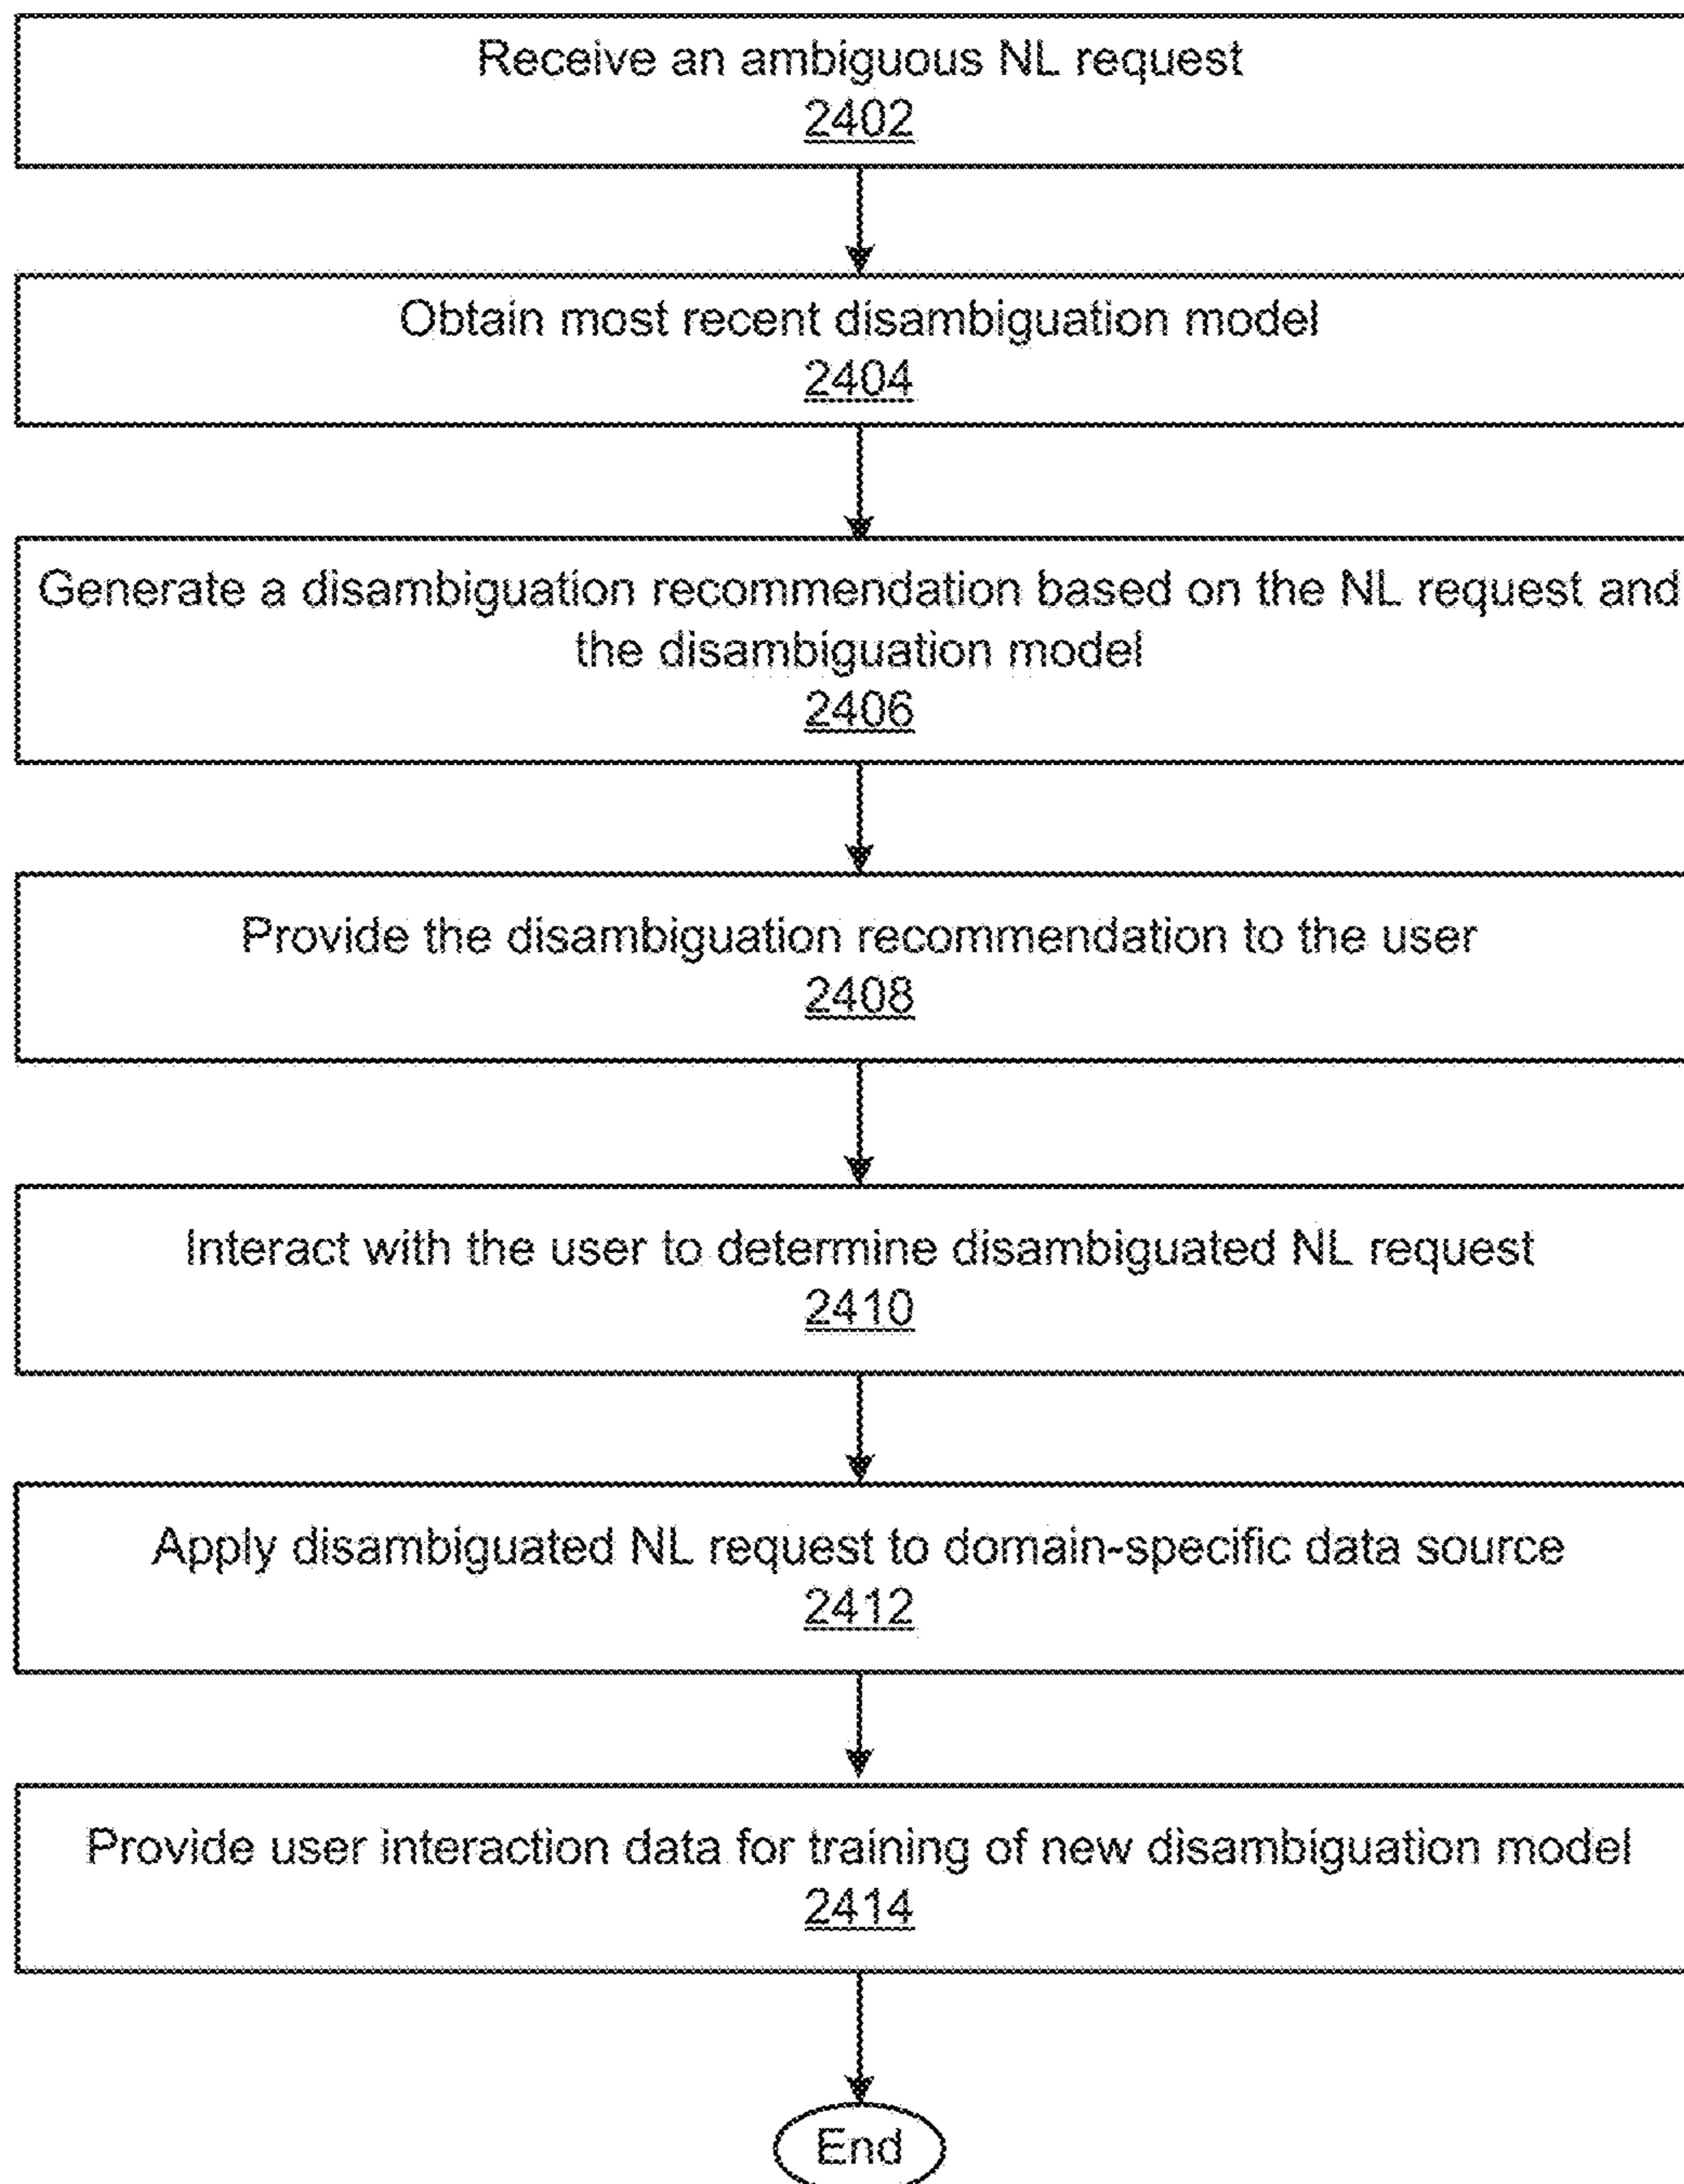 Receive an ambiguous NL request
2402
Obtain most recent disambiguation model
2404
Generate a disambiguation recommendation based on the NL request and
the disambiguation model
2406
Provide the disambiguation recommendation to the user
2408
Interact with the user to determine disambiguated NL request
2410
Apply disambiguated NL request to domain-specific data source
2412
Provide user interaction data for training of new disambiguation model
2414
End